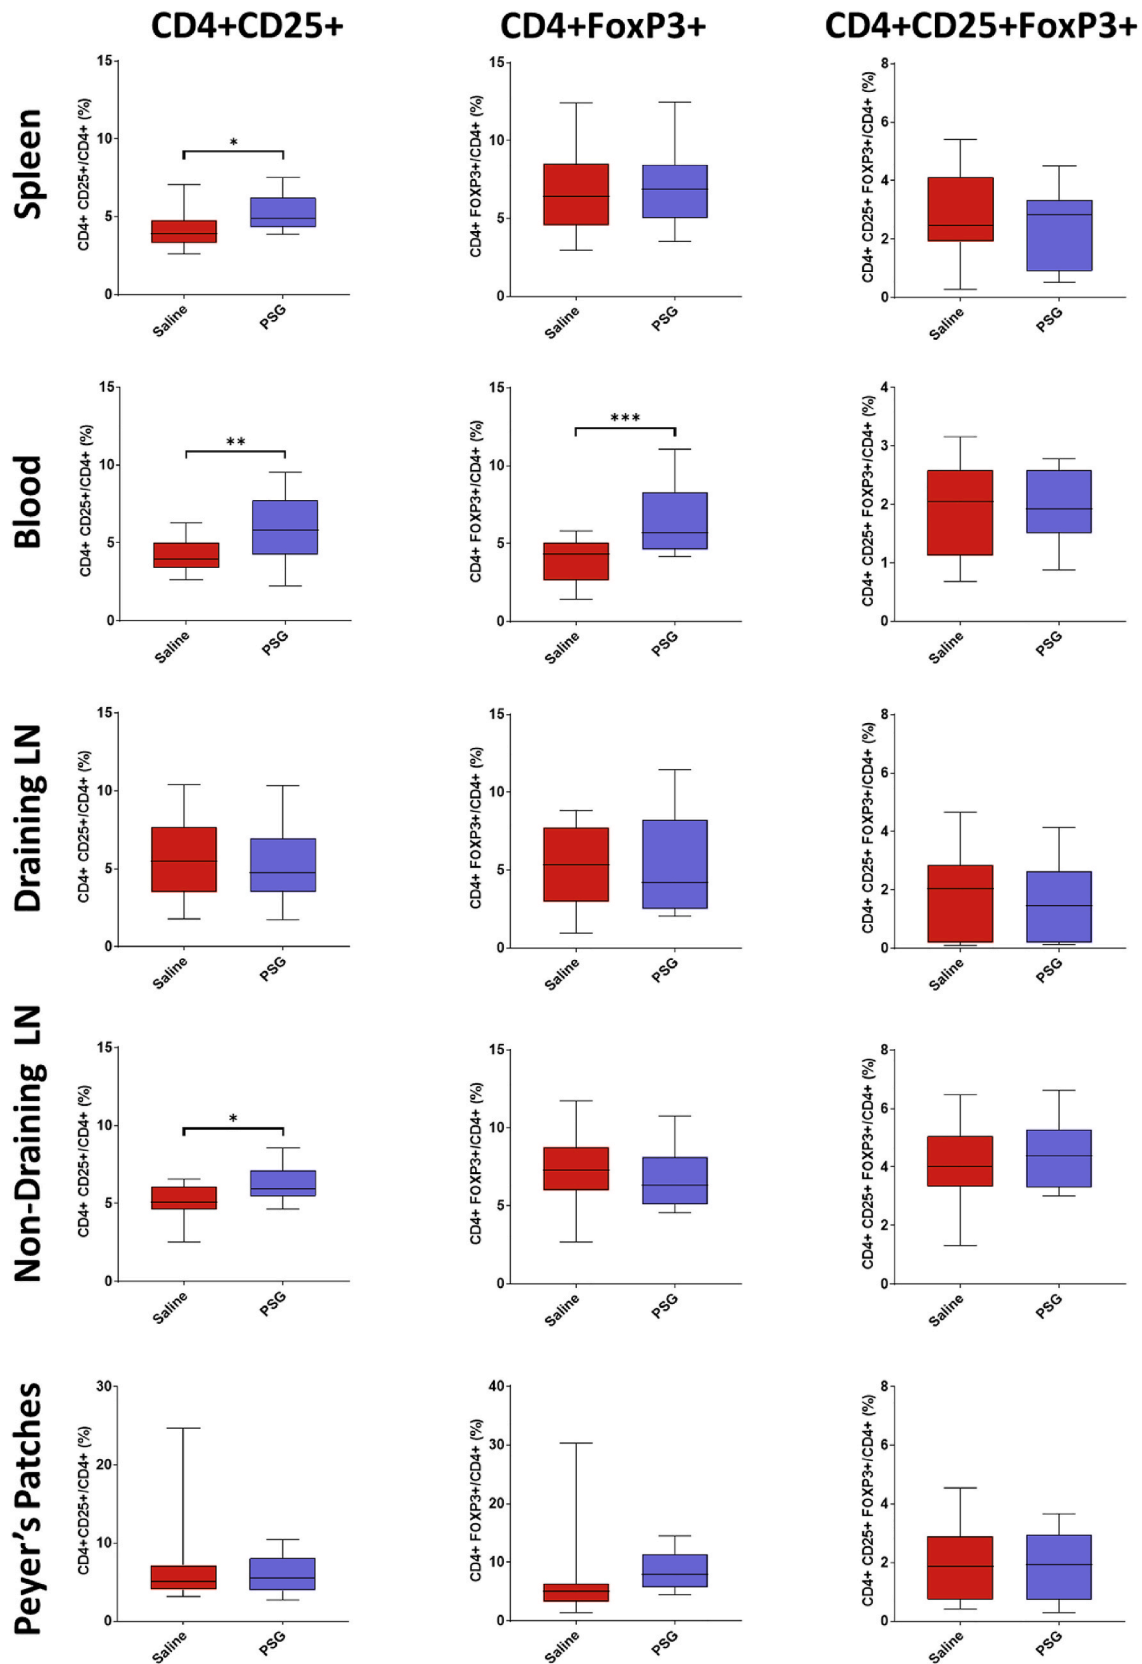 CD4+CD25+ CD4+FoxP3+ CD4+CD25+FoxP3+
Spleen
CD4+ CD25+/CD4+ (%)
15
10
5
0
*
Saline PSG
CD4+ FOXP3+/CD4+ (%)
15
10
5
0
Saline PSG
CD4+ CD25+ FOXP3+/CD4+ (%)
8
6
4
2
0
Saline PSG
Blood
CD4+ CD25+/CD4+ (%)
15
10
5
0
**
Saline PSG
CD4+ FOXP3+/CD4+ (%)
15
10
5
0
***
Saline PSG
CD4+ CD25+ FOXP3+/CD4+ (%)
4
3
2
1
0
Saline PSG
Draining LN
CD4+ CD25+/CD4+ (%)
15
10
5
0
Saline PSG
CD4+ FOXP3+/CD4+ (%)
15
10
5
0
Saline PSG
CD4+ CD25+ FOXP3+/CD4+ (%)
8
6
4
2
0
Saline PSG
Non-Draining LN
CD4+ CD25+/CD4+ (%)
15
10
5
0
*
Saline PSG
CD4+ FOXP3+/CD4+ (%)
15
10
5
0
Saline PSG
CD4+ CD25+ FOXP3+/CD4+ (%)
8
6
4
2
0
Saline PSG
Peyer's Patches
CD4+CD25+/CD4+ (%)
30
20
10
0
Saline PSG
CD4+ FOXP3+/CD4+ (%)
40
30
20
10
0
Saline PSG
CD4+ CD25+ FOXP3+/CD4+ (%)
8
6
4
2
0
Saline PSG